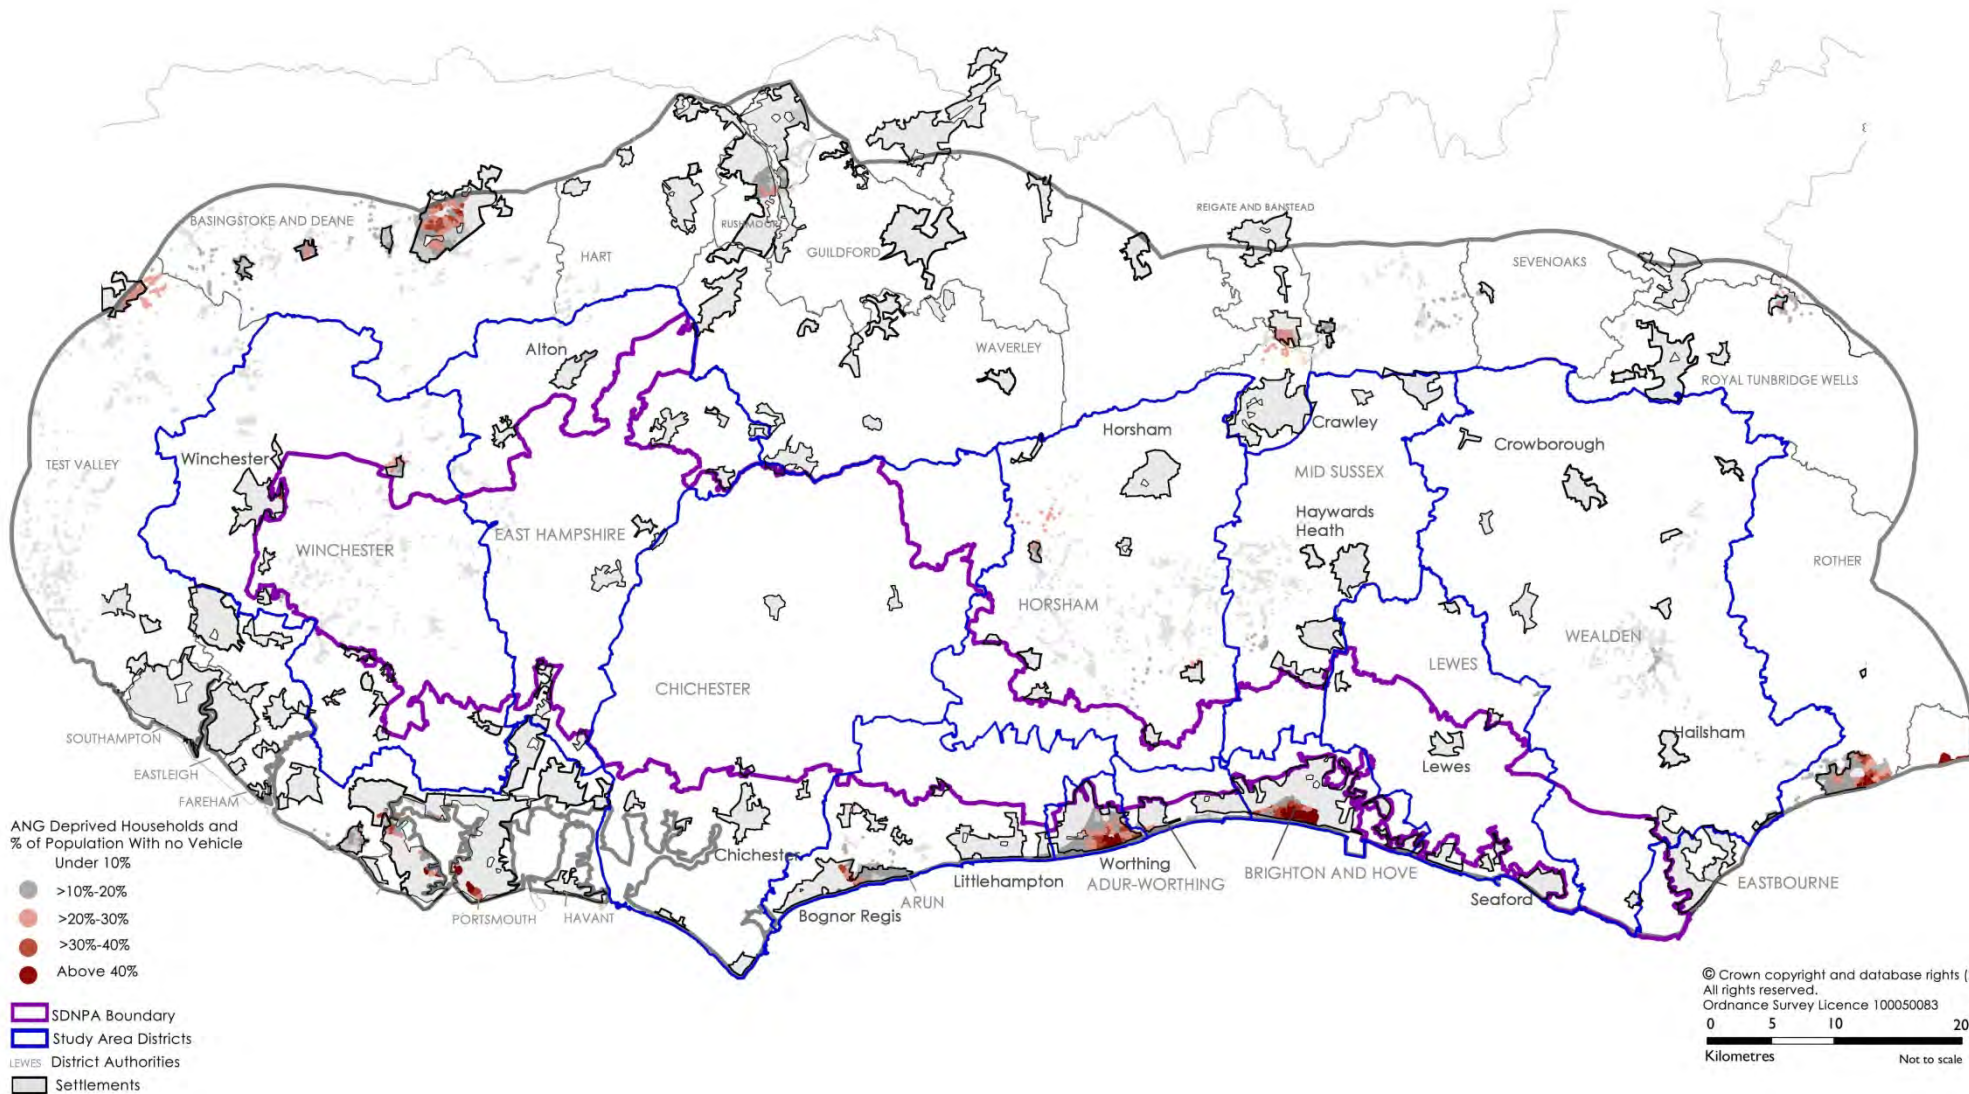 BASINGSTOKE AND DEANE
HART
RUSHMOOR
GUILDFORD
REIGATE AND BANSTEAD
SEVENOAKS
Alton
WAVERLEY
ROYAL TUNBRIDGE WELLS
TEST VALLEY
Winchester
Horsham
Crawley
Crowborough
MID SUSSEX
Haywards
Heath
WINCHESTER
EAST HAMPSHIRE
ROTHER
HORSHAM
WEALDEN
CHICHESTER
LEWES
SOUTHAMPTON
Hailsham
EASTLEIGH
Lewes
FAREHAM
Chichester
Worthing
Littlehampton
ADUR-WORTHING
BRIGHTON AND HOVE
EASTBOURNE
ARUN
Seaford
Bognor Regis
PORTSMOUTH
HAVANT
ANG Deprived Households and
% of Population With no Vehicle
Under 10%
>10%-20%
>20%-30%
>30%-40%
Above 40%
SDNPA Boundary
Study Area Districts
LEWES District Authorities
Settlements
© Crown copyright and database rights (
All rights reserved.
Ordnance Survey Licence 100050083
0 5 10 20
Kilometres
Not to scale